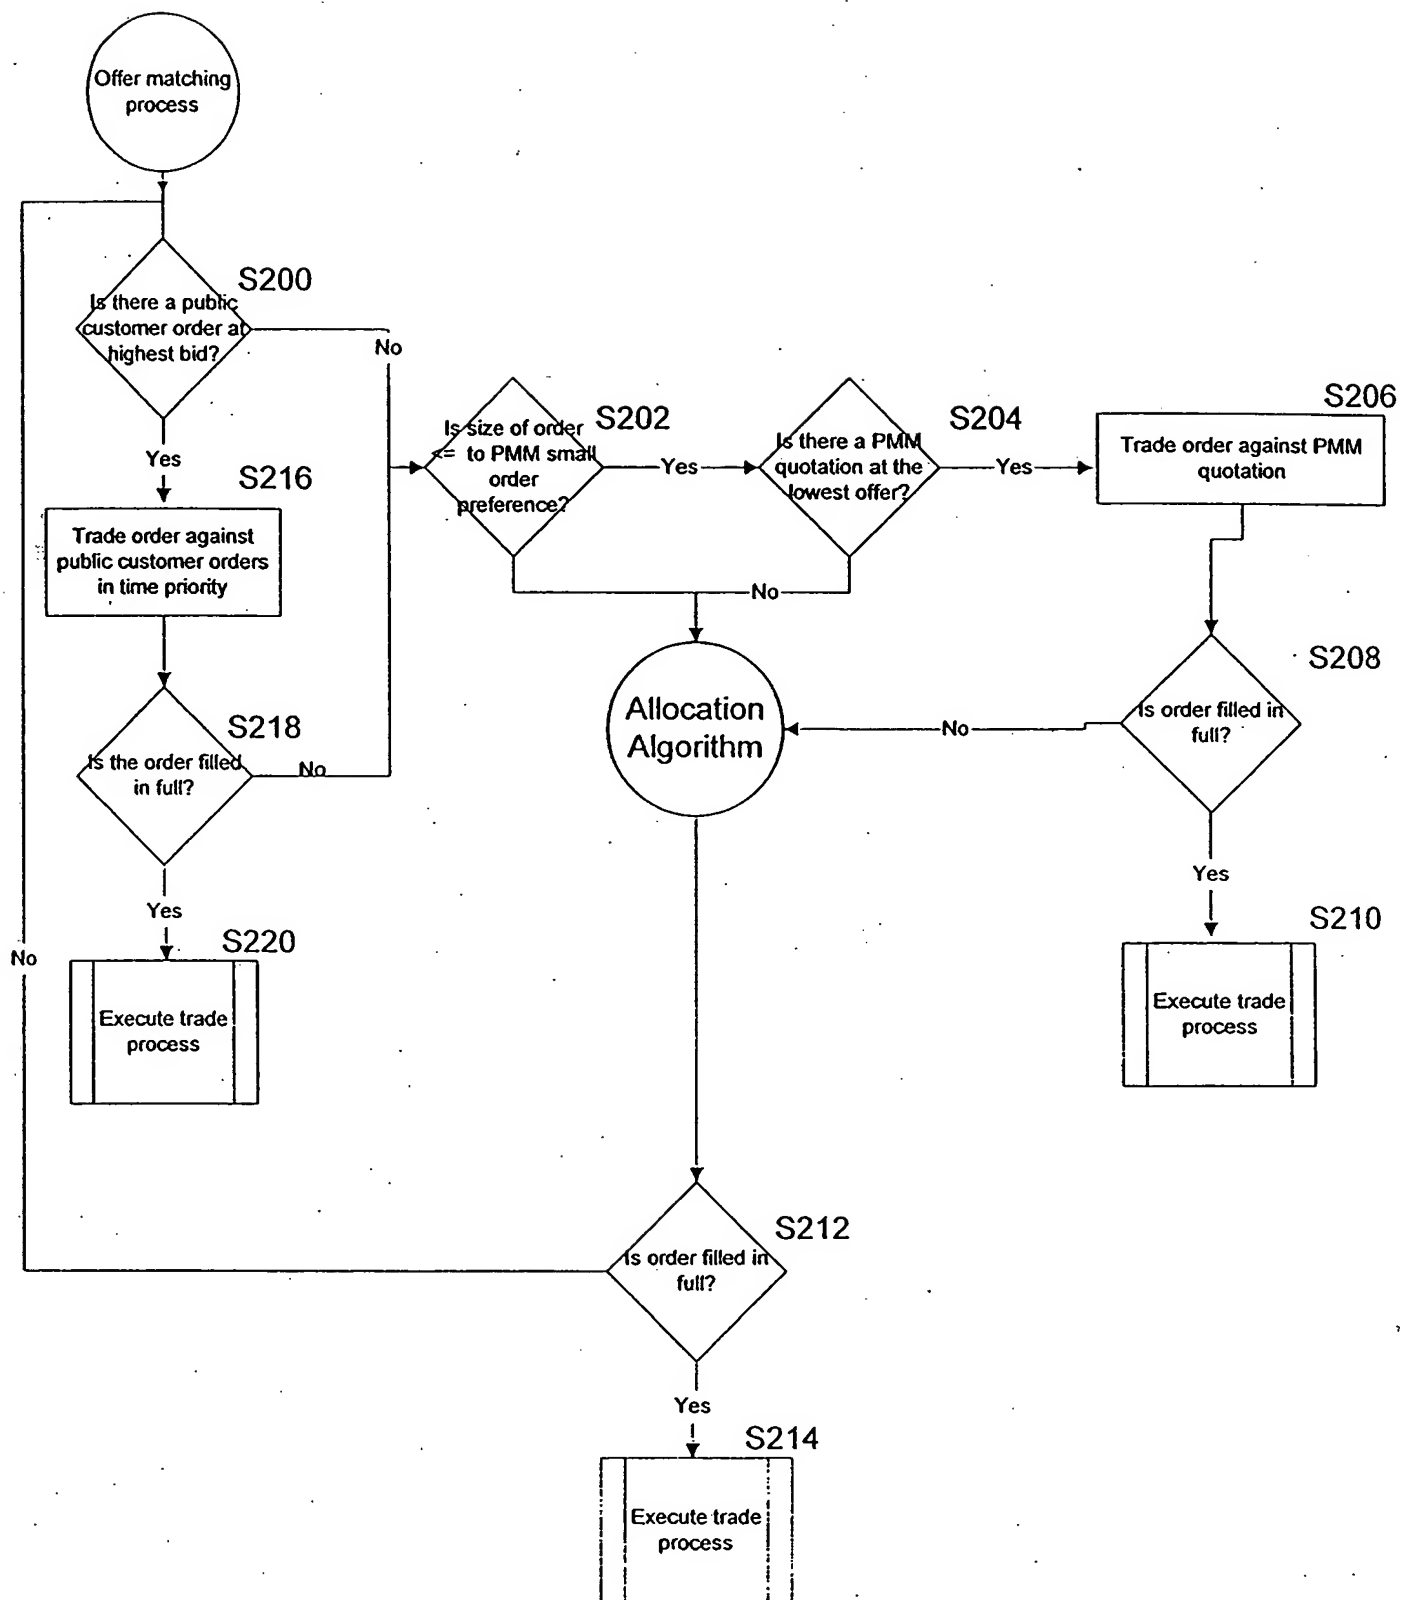 Offer matching
process
S200
Is there a public
customer order at
highest bid?
No
Yes
S216
Trade order against
public customer orders
in time priority
S218
Is the order filled
in full?
No
Yes
S220
Execute trade
process
No
S202
Is size of order
<= to PMM small
order
preference?
Yes
S204
Is there a PMM
quotation at the
lowest offer?
Yes
No
S206
Trade order against PMM
quotation
S208
Is order filled in
full?
No
Yes
S210
Execute trade
process
Allocation
Algorithm
S212
Is order filled in
full?
Yes
S214
Execute trade
process